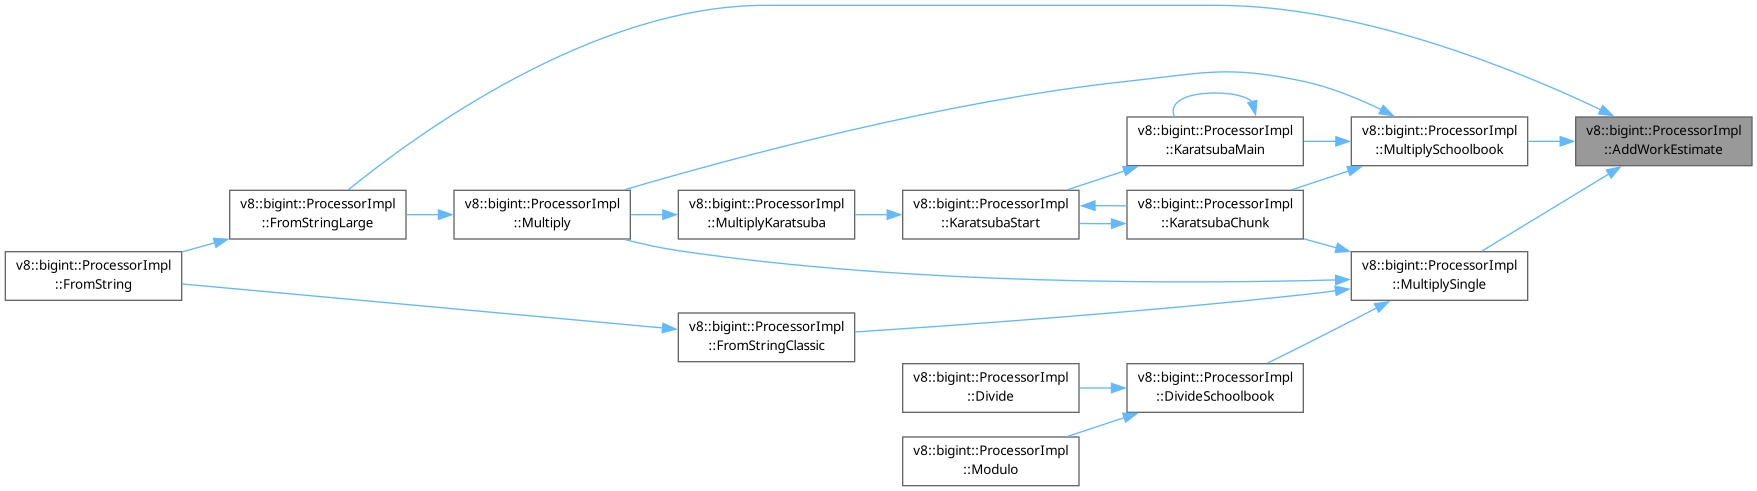 v8::bigint::ProcessorImpl
::KaratsubaMain
v8::bigint::ProcessorImpl
::MultiplySchoolbook
v8::bigint::ProcessorImpl
::AddWorkEstimate
v8::bigint::ProcessorImpl
::FromStringLarge
v8::bigint::ProcessorImpl
::Multiply
v8::bigint::ProcessorImpl
::MultiplyKaratsuba
v8::bigint::ProcessorImpl
::KaratsubaStart
v8::bigint::ProcessorImpl
::KaratsubaChunk
v8::bigint::ProcessorImpl
::FromString
v8::bigint::ProcessorImpl
::MultiplySingle
v8::bigint::ProcessorImpl
::FromStringClassic
v8::bigint::ProcessorImpl
::Divide
v8::bigint::ProcessorImpl
::DivideSchoolbook
v8::bigint::ProcessorImpl
::Modulo